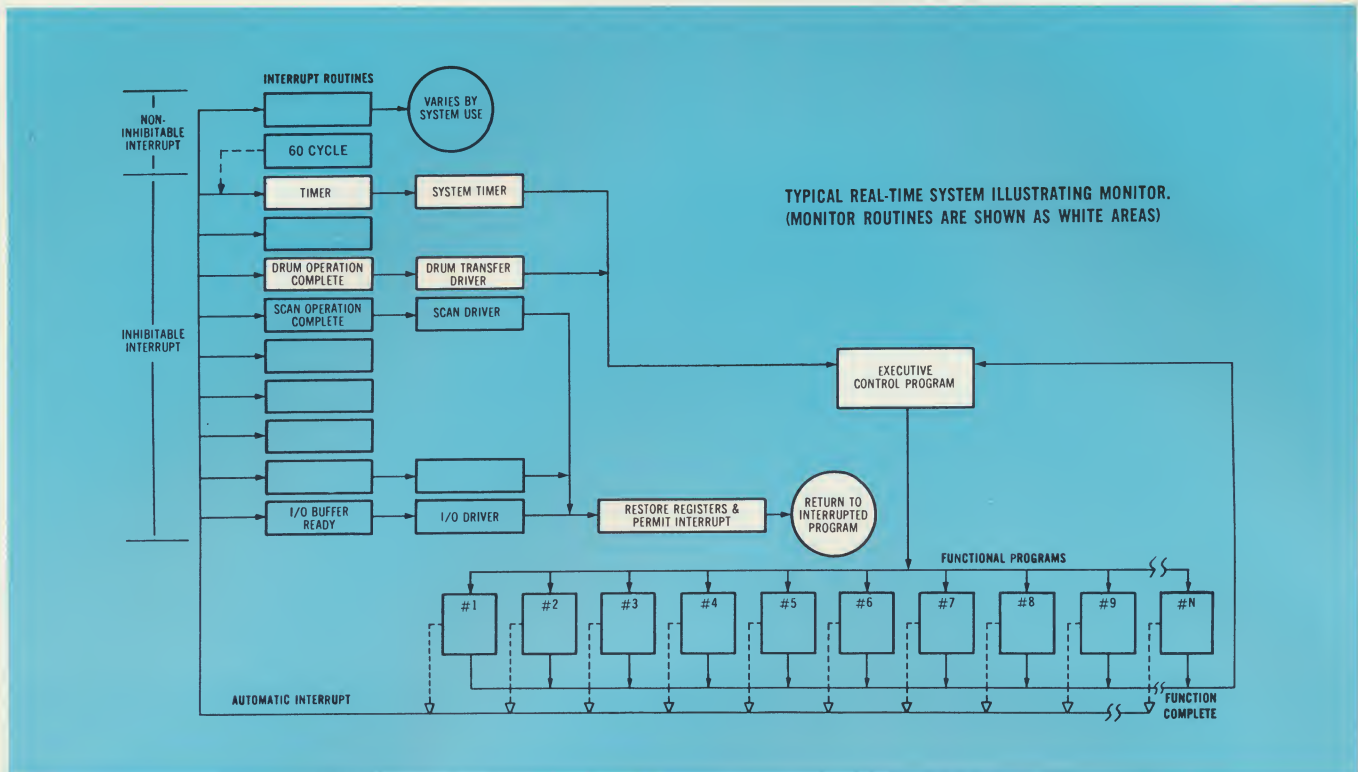 INTERRUPT ROUTINES
NON-
INHIBITABLE
INTERRUPT
VARIES BY
SYSTEM USE
60 CYCLE
TIMER
SYSTEM TIMER
TYPICAL REAL-TIME SYSTEM ILLUSTRATING MONITOR.
(MONITOR ROUTINES ARE SHOWN AS WHITE AREAS)
DRUM OPERATION
COMPLETE
DRUM TRANSFER
DRIVER
SCAN OPERATION
COMPLETE
SCAN DRIVER
INHIBITABLE
INTERRUPT
EXECUTIVE
CONTROL PROGRAM
I/O BUFFER
READY
I/O DRIVER
RESTORE REGISTERS &
PERMIT INTERRUPT
RETURN TO
INTERRUPTED
PROGRAM
FUNCTIONAL PROGRAMS
#1
#2
#3
#4
#5
#6
#7
#8
#9
#N
AUTOMATIC INTERRUPT
FUNCTION
COMPLETE